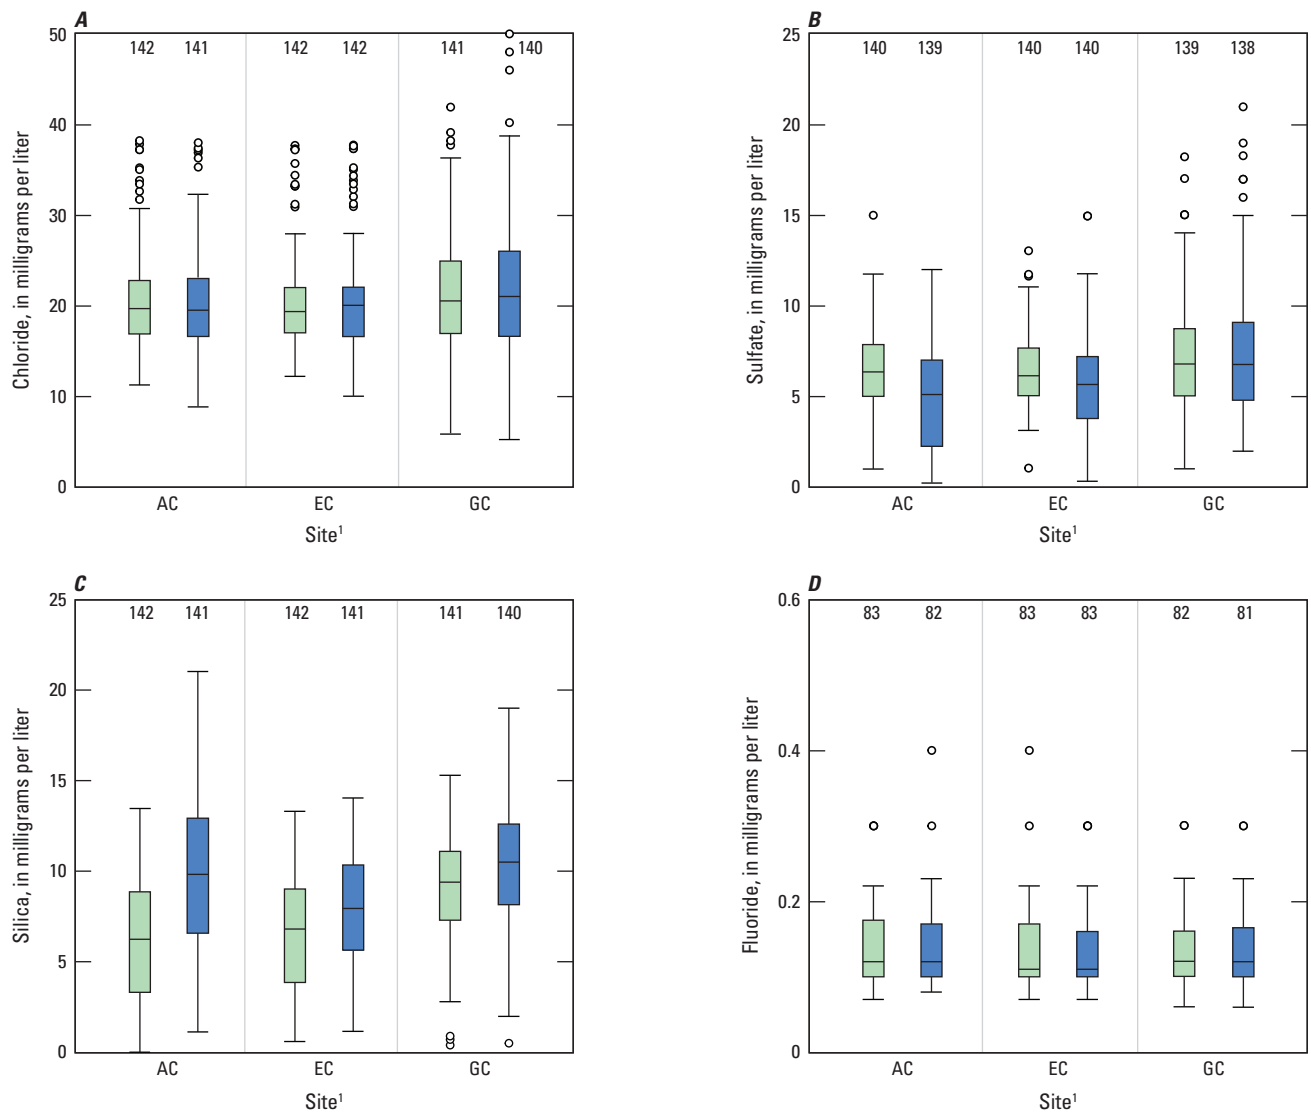 A
Chloride, in milligrams per liter
50
40
30
20
10
0
142 141 142 142 141 140
AC EC GC
Site¹
B
Sulfate, in milligrams per liter
25
20
15
10
5
0
140 139 140 140 139 138
AC EC GC
Site¹
C
Silica, in milligrams per liter
25
20
15
10
5
0
142 141 142 141 141 140
AC EC GC
Site¹
D
Fluoride, in milligrams per liter
0.6
0.4
0.2
0
83 82 83 83 82 81
AC EC GC
Site¹